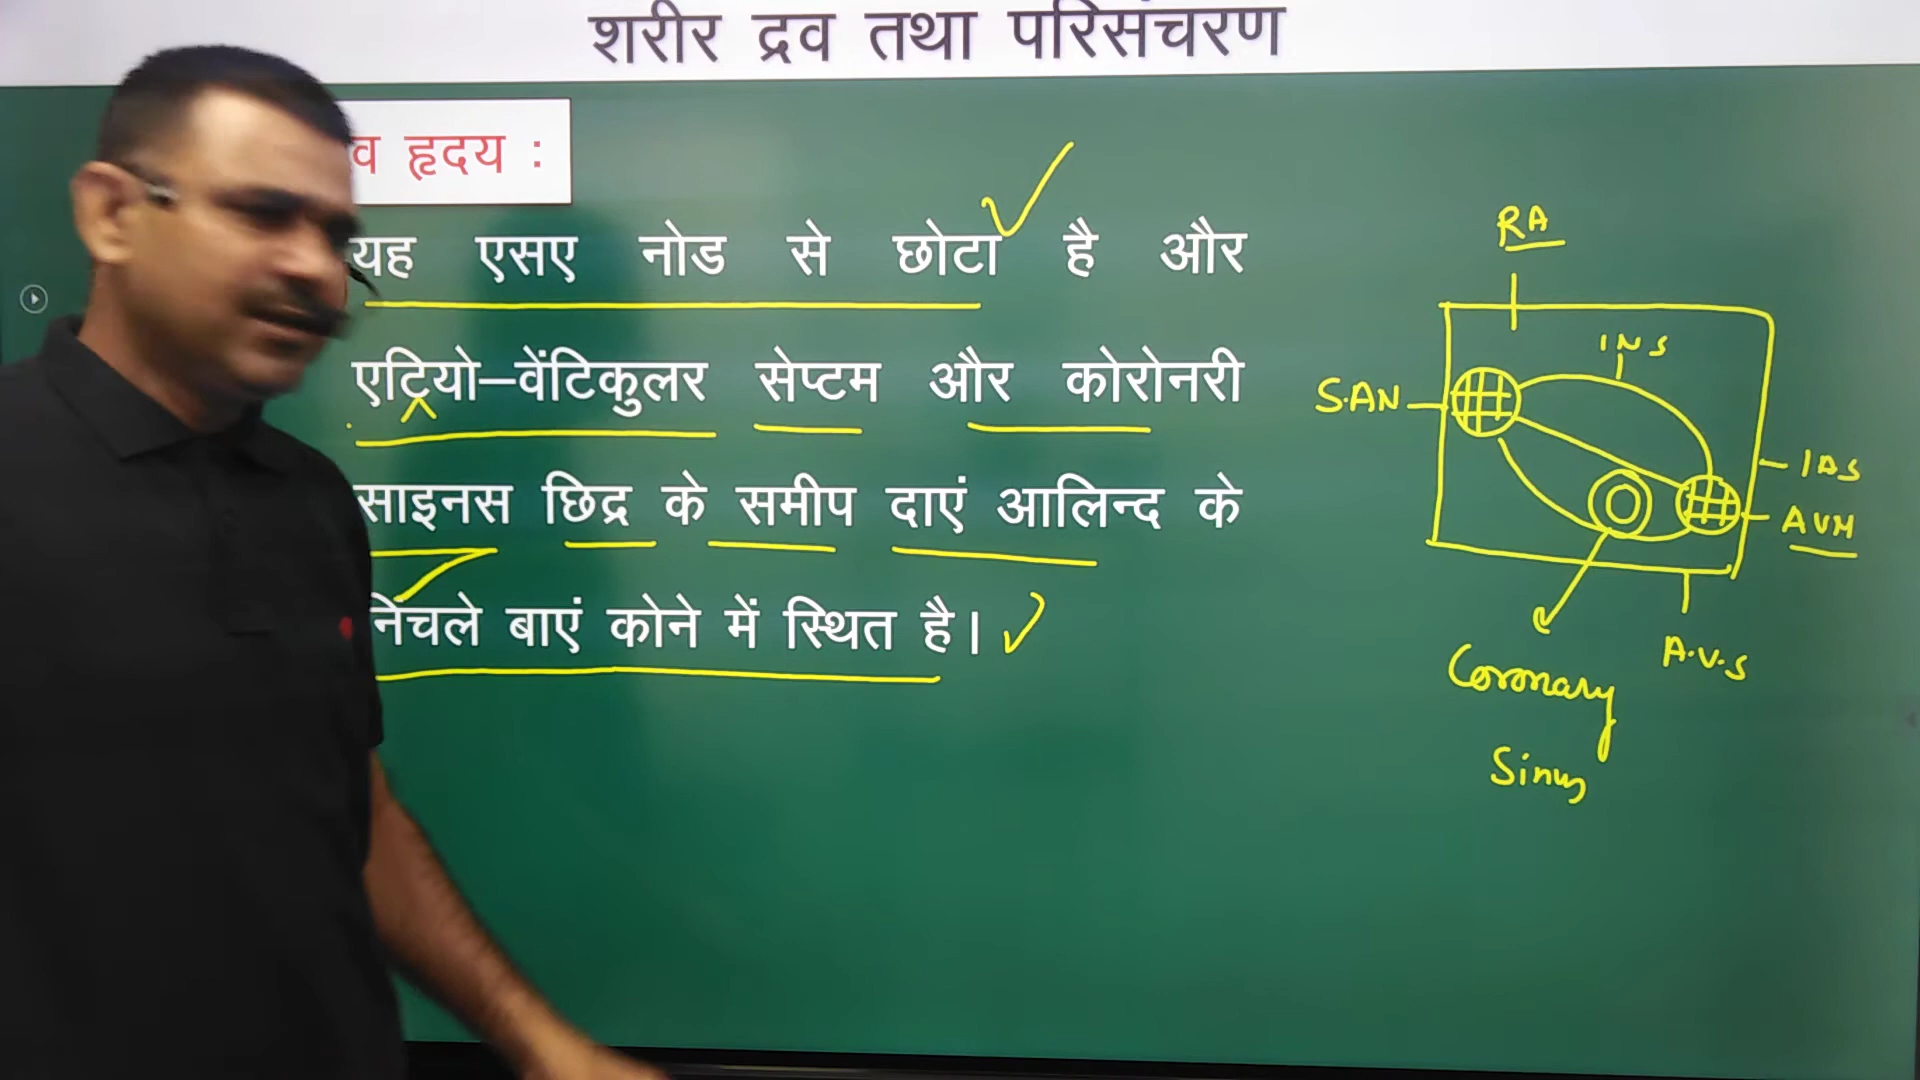 शरीर द्रव तथा परिसंचरण
व हृदय :
यह एसए नोड से छोटा है और
एट्रियो–वेंटिकुलर सेप्टम और कोरोनरी
साइनस छिद्र के समीप दाएं आलिन्द के
निचले बाएं कोने में स्थित है।
RA
INS
S.AN
IAS
AVN
A.V.S
Coronary
Sinus